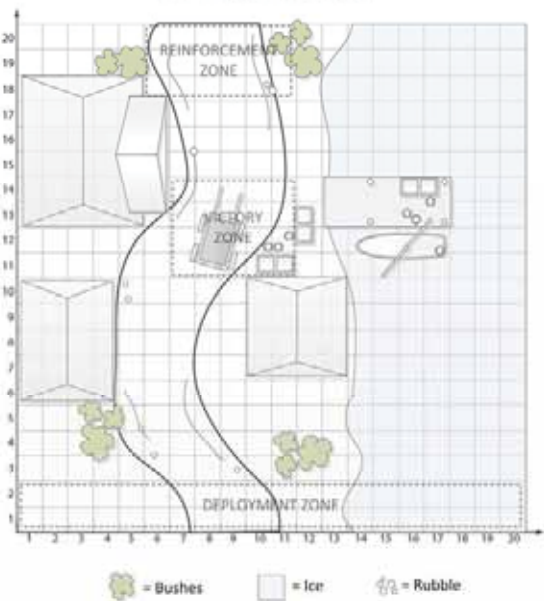 20
19
18
17
16
15
14
13
12
11
10
9
8
7
6
5
4
3
2
1
REINFORCEMENT
ZONE
VICTORY
ZONE
DEPLOYMENT ZONE
1 2 3 4 5 6 7 8 9 10 11 12 13 14 15 16 17 18 19 20
= Bushes = Ice = Rubble